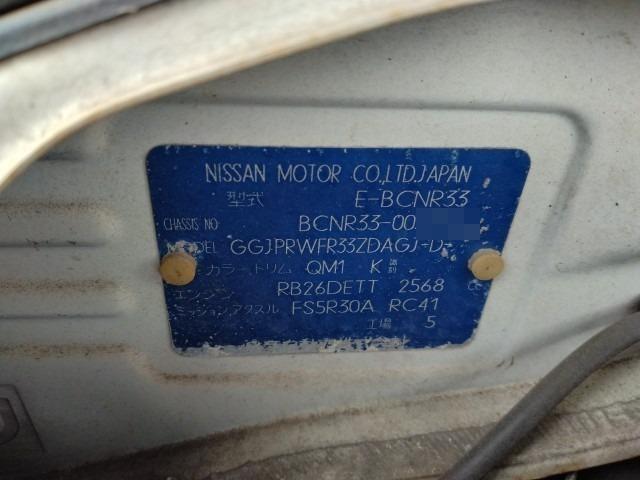 NISSAN MOTOR CO.,LTD.JAPAN
型式 E-BCNR33
CHASSIS NO BCNR33-00
MODEL GGJPRWFR33ZDAGJ-D-
カラー トリム QM1 K
エンジン RB26DETT 2568 CC
ミッション,アクスル FS5R30A RC41
工場 5